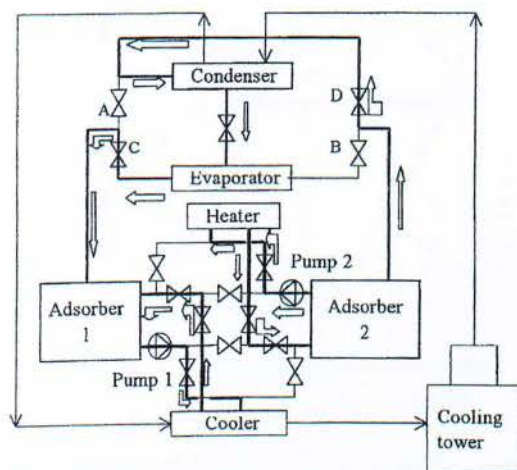 Condenser
A
D
C
B
Evaporator
Heater
Pump 2
Adsorber
1
Adsorber
2
Pump 1
Cooler
Cooling
tower